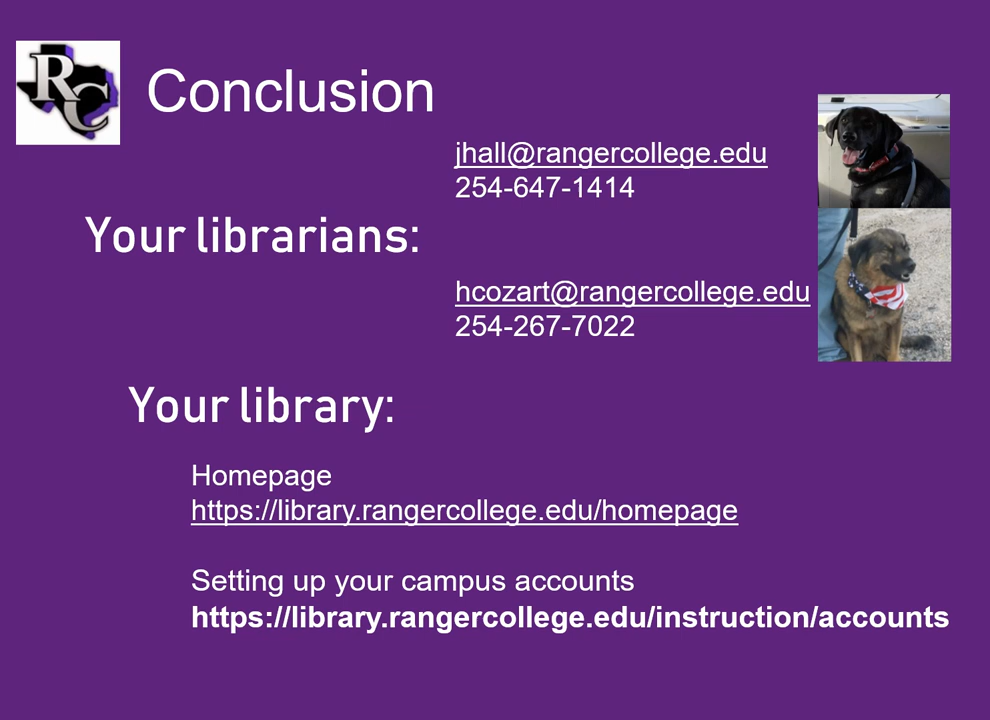 RC
Conclusion
jhall@rangercollege.edu
254-647-1414
Your librarians:
hcozart@rangercollege.edu
254-267-7022
Your library:
Homepage
https://library.rangercollege.edu/homepage
Setting up your campus accounts
https://library.rangercollege.edu/instruction/accounts